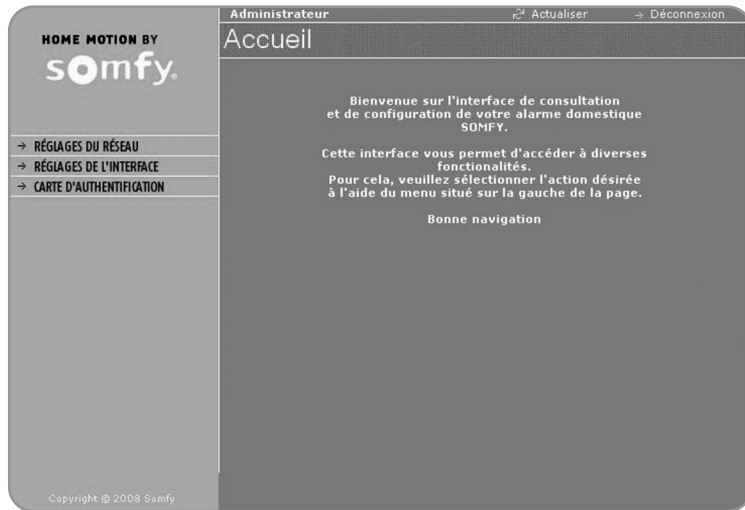 Administrateur
Actualiser
→ Déconnexion
HOME MOTION BY
somfy®
Accueil
Bienvenue sur l'interface de consultation
et de configuration de votre alarme domestique
SOMFY.
Cette interface vous permet d'accéder à diverses
fonctionalités.
Pour cela, veuillez sélectionner l'action désirée
à l'aide du menu situé sur la gauche de la page.
Bonne navigation
→ RÉGLAGES DU RÉSEAU
→ RÉGLAGES DE L'INTERFACE
→ CARTE D'AUTHENTIFICATION
Copyright © 2008 Somfy